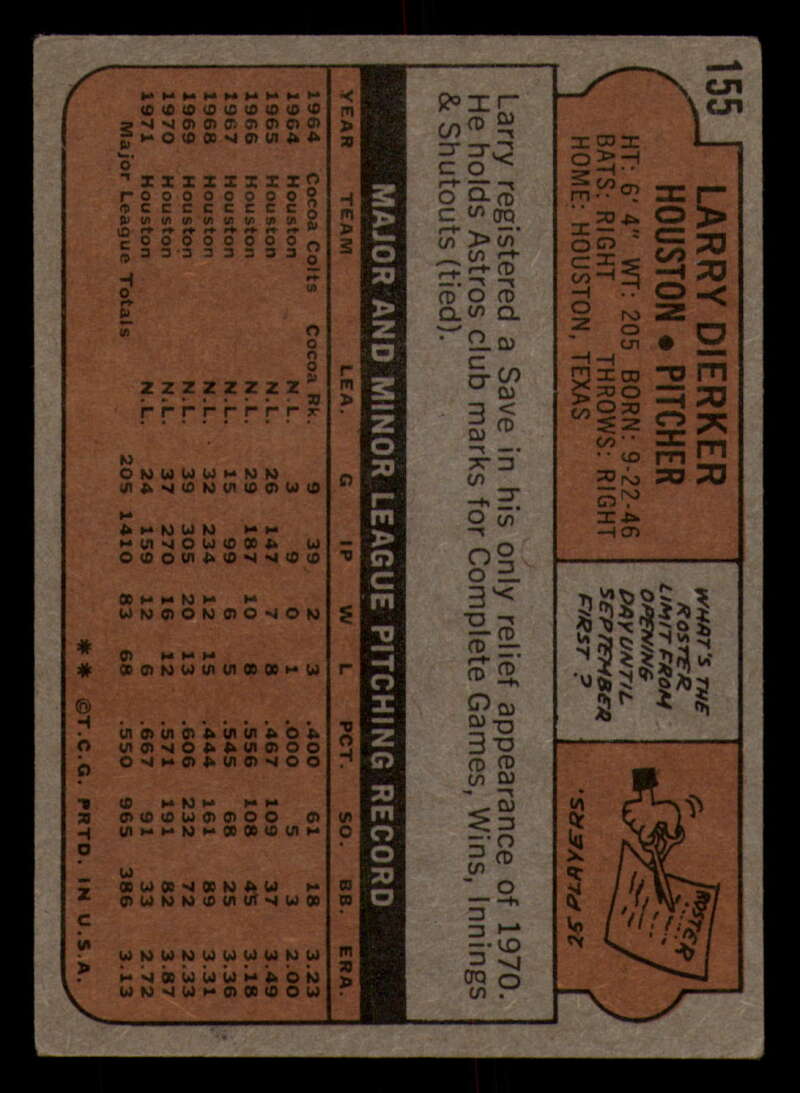 155
LARRY DIERKER
HOUSTON • PITCHER
HT: 6' 4" WT: 205 BORN: 9-22-46
BATS: RIGHT THROWS: RIGHT
HOME: HOUSTON, TEXAS
WHAT'S THE
ROSTER
LIMIT FROM
OPENING
DAY UNTIL
SEPTEMBER
FIRST?
ROSTER
25 PLAYERS.
Larry registered a Save in his only relief appearance of 1970.
He holds Astros club marks for Complete Games, Wins, Innings
& Shutouts (tied).
MAJOR AND MINOR LEAGUE PITCHING RECORD
YEAR TEAM LEA. G IP W L PCT. SO. BB. ERA.
1964 Cocoa Colts Cocoa Rk. 9 39 2 3 .400 61 18 3.23
1964 Houston N.L. 3 9 0 1 .000 5 3 2.00
1965 Houston N.L. 26 147 7 8 .467 109 37 3.49
1966 Houston N.L. 29 187 10 8 .556 108 45 3.18
1967 Houston N.L. 15 99 6 5 .545 68 25 3.36
1968 Houston N.L. 32 234 12 15 .444 161 89 3.31
1969 Houston N.L. 39 305 20 13 .606 232 72 2.33
1970 Houston N.L. 37 270 16 12 .571 191 82 3.87
1971 Houston N.L. 24 159 12 6 .667 91 33 2.72
Major League Totals 205 1410 83 68 .550 965 386 3.13
** ©T.C.G. PRTD. IN U.S.A.